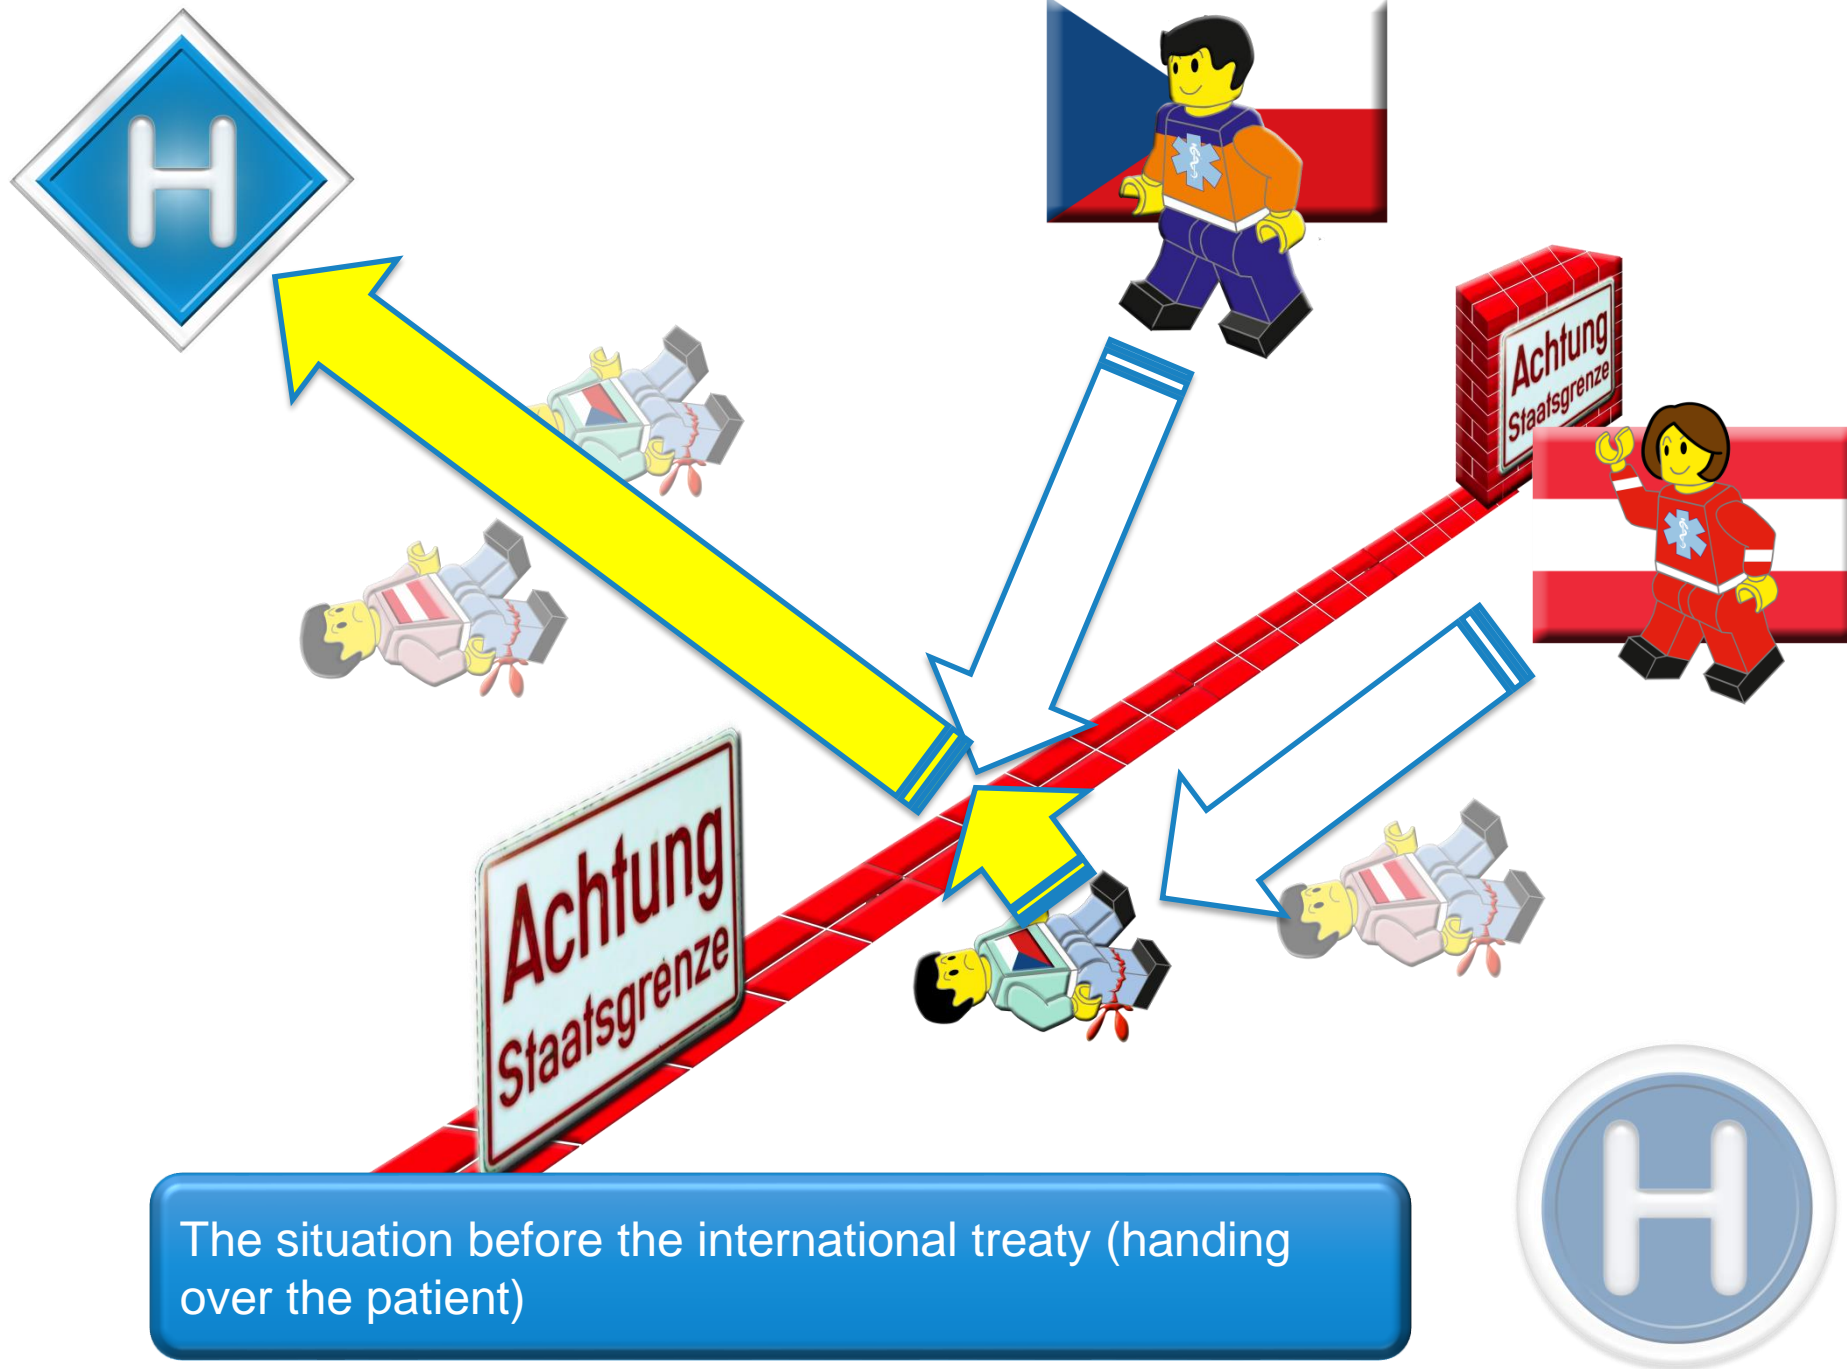 H
Achtung
Staatsgrenze
Achtung
Staatsgrenze
H
The situation before the international treaty (handing
over the patient)